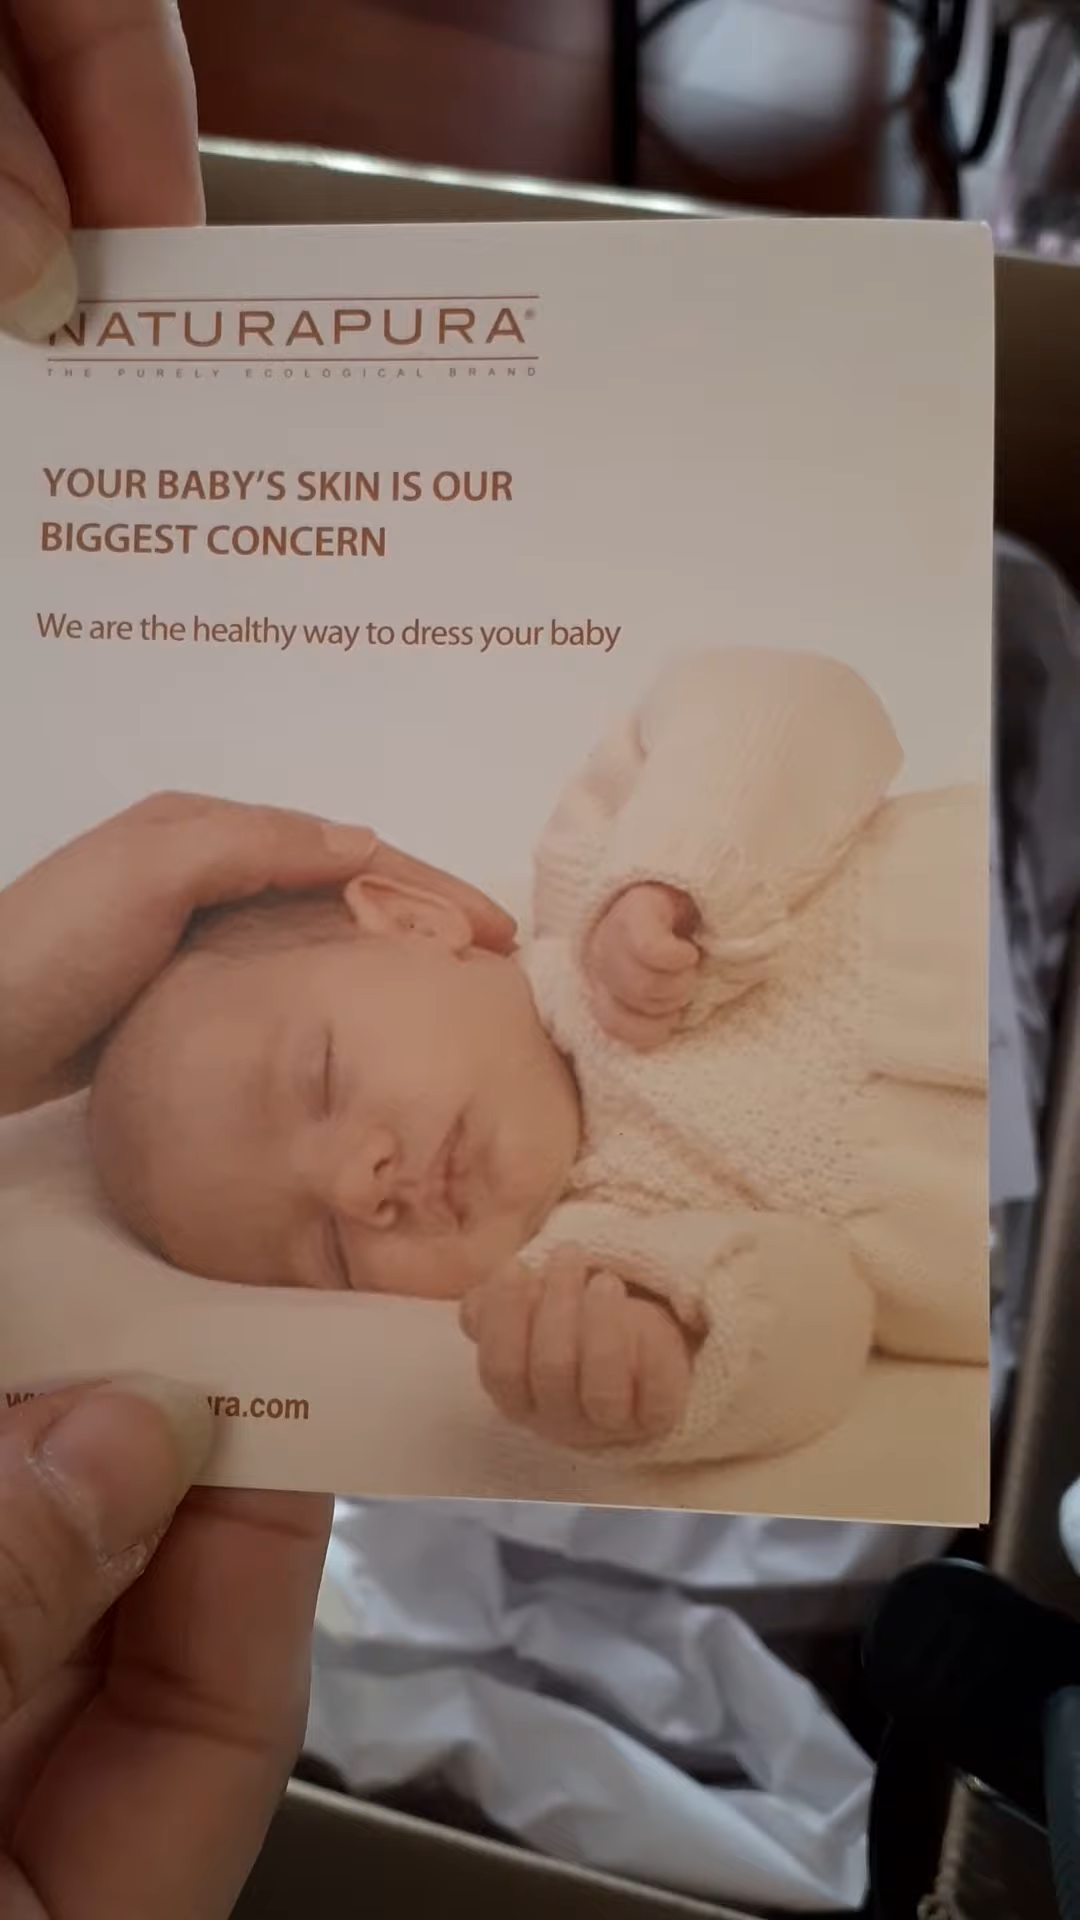 NATURAPURA®
THE PURELY ECOLOGICAL BRAND
YOUR BABY'S SKIN IS OUR
BIGGEST CONCERN
We are the healthy way to dress your baby
ra.com